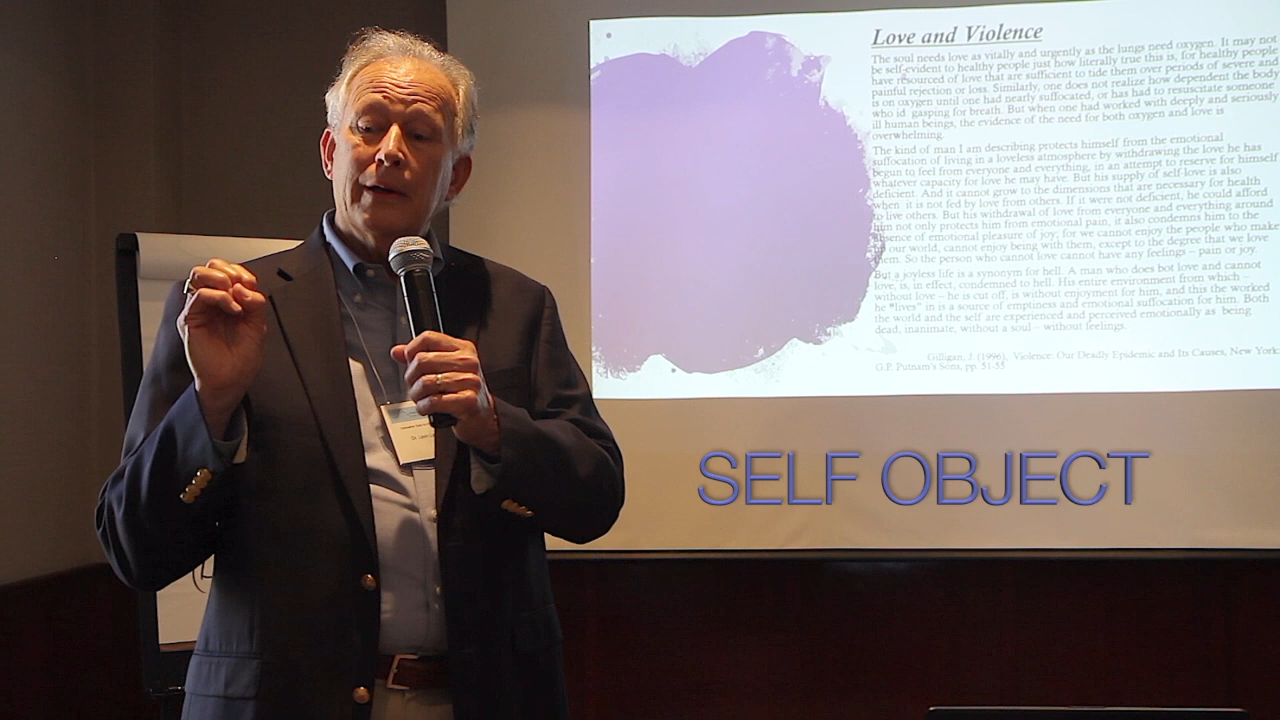 Love and Violence
The soul needs love as vitally and urgently as the lungs need oxygen. It may not
be self-evident to healthy people just how literally true this is, for healthy people
have resourced of love that are sufficient to tide them over periods of severe and
painful rejection or loss. Similarly, one does not realize how dependent the body
is on oxygen until one had nearly suffocated, or has had to resuscitate someone
who id gasping for breath. But when one had worked with deeply and seriously
ill human beings, the evidence of the need for both oxygen and love is
overwhelming.
The kind of man I am describing protects himself from the emotional
suffocation of living in a loveless atmosphere by withdrawing the love he has
begun to feel from everyone and everything, in an attempt to reserve for himself
whatever capacity for love he may have. But his supply of self-love is also
deficient. And it cannot grow to the dimensions that are necessary for health
when it is not fed by love from others. If it were not deficient, he could afford
to live others. But his withdrawal of love from everyone and everything around
him not only protects him from emotional pain, it also condemns him to the
absence of emotional pleasure of joy; for we cannot enjoy the people who make
up our world, cannot enjoy being with them, except to the degree that we love
them. So the person who cannot love cannot have any feelings – pain or joy.
But a joyless life is a synonym for hell. A man who does bot love and cannot
love, is, in effect, condemned to hell. His entire environment from which –
without love – he is cut off, is without enjoyment for him, and this the worked
he "lives" in is a source of emptiness and emotional suffocation for him. Both
the world and the self are experienced and perceived emotionally as being
dead, inanimate, without a soul – without feelings.
Gilligan, J. (1996), Violence: Our Deadly Epidemic and Its Causes, New York:
G.P. Putnam's Sons, pp. 51-55
SELF OBJECT
Dr. Leon